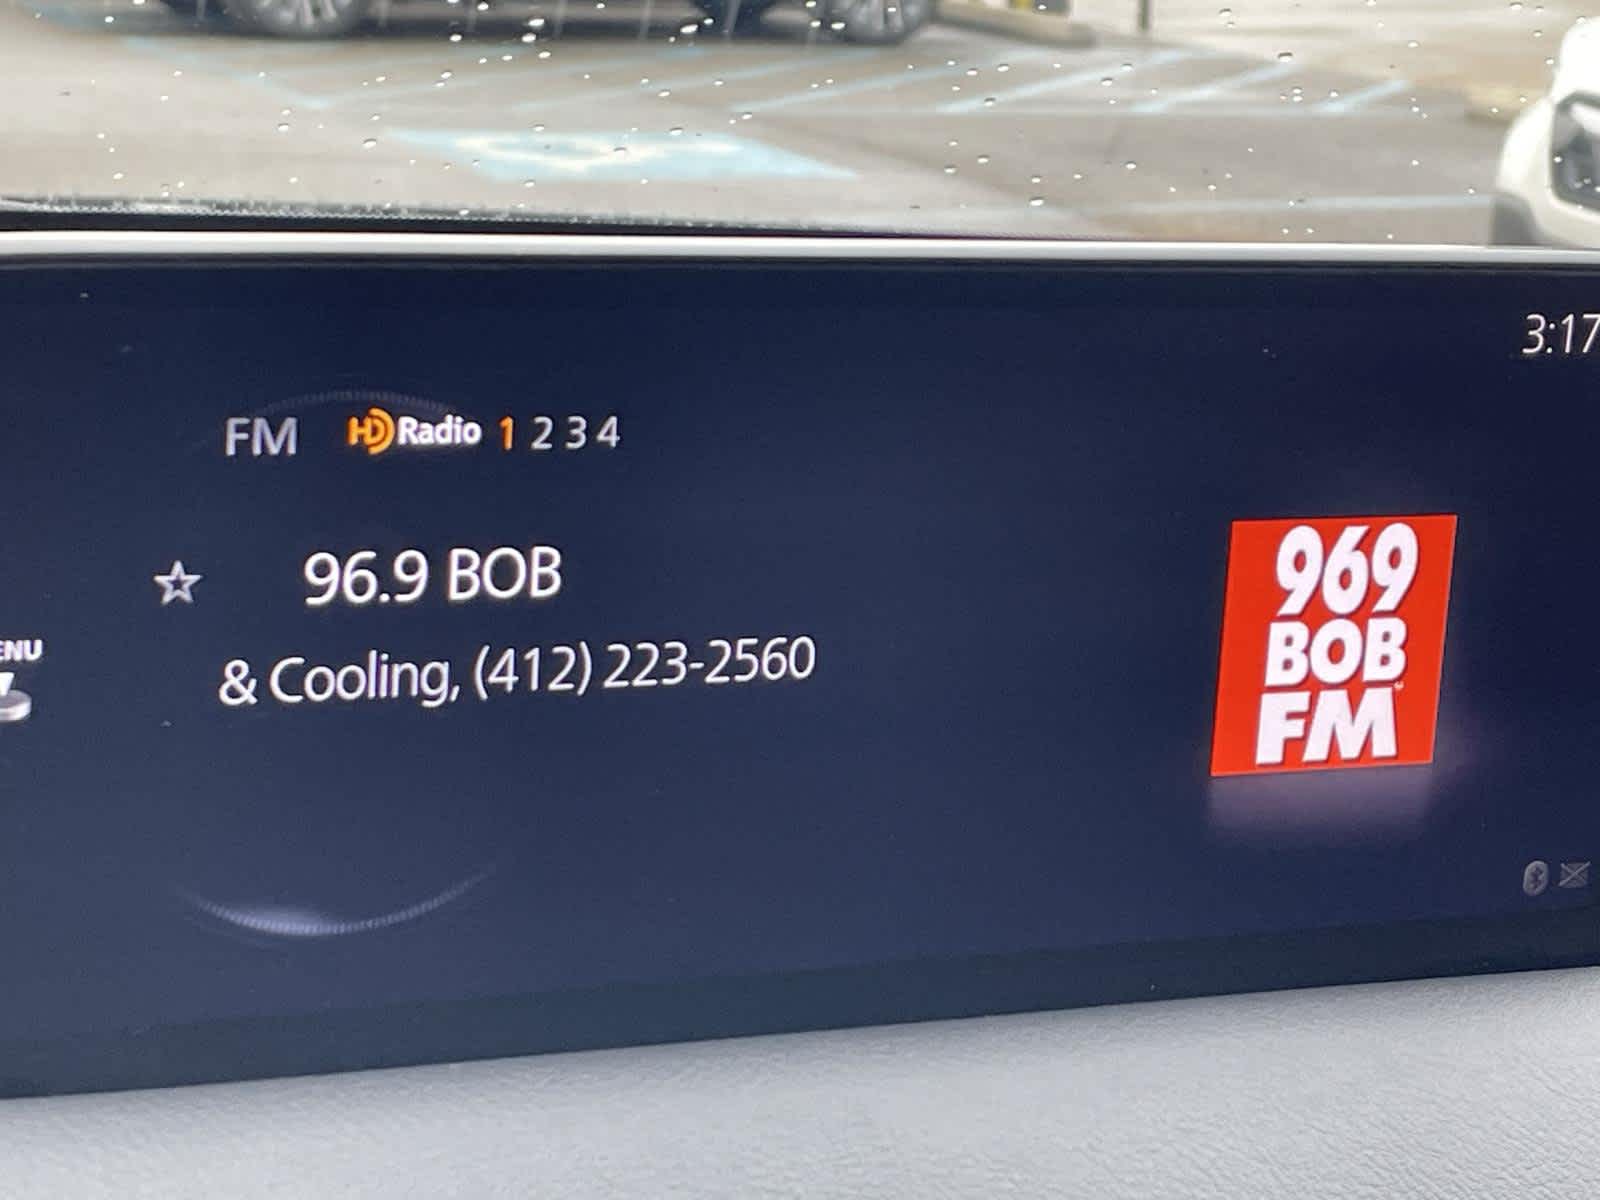 3:17
FM HD Radio 1 2 3 4
96.9 BOB
ENU
& Cooling, (412) 223-2560
969
BOB
FM